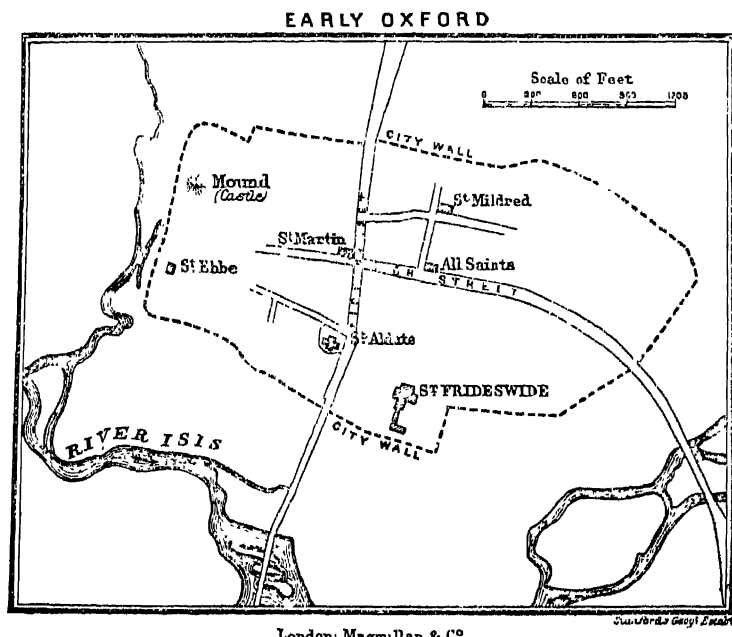 EARLY OXFORD
Scale of Feet
0 300 600 900 1200
CITY WALL
Mound
(Castle)
St Mildred
St Martin
St Ebbe
All Saints
STREET
St Aldate
ST FRIDESWIDE
CITY WALL
RIVER ISIS
London: Macmillan & Co.